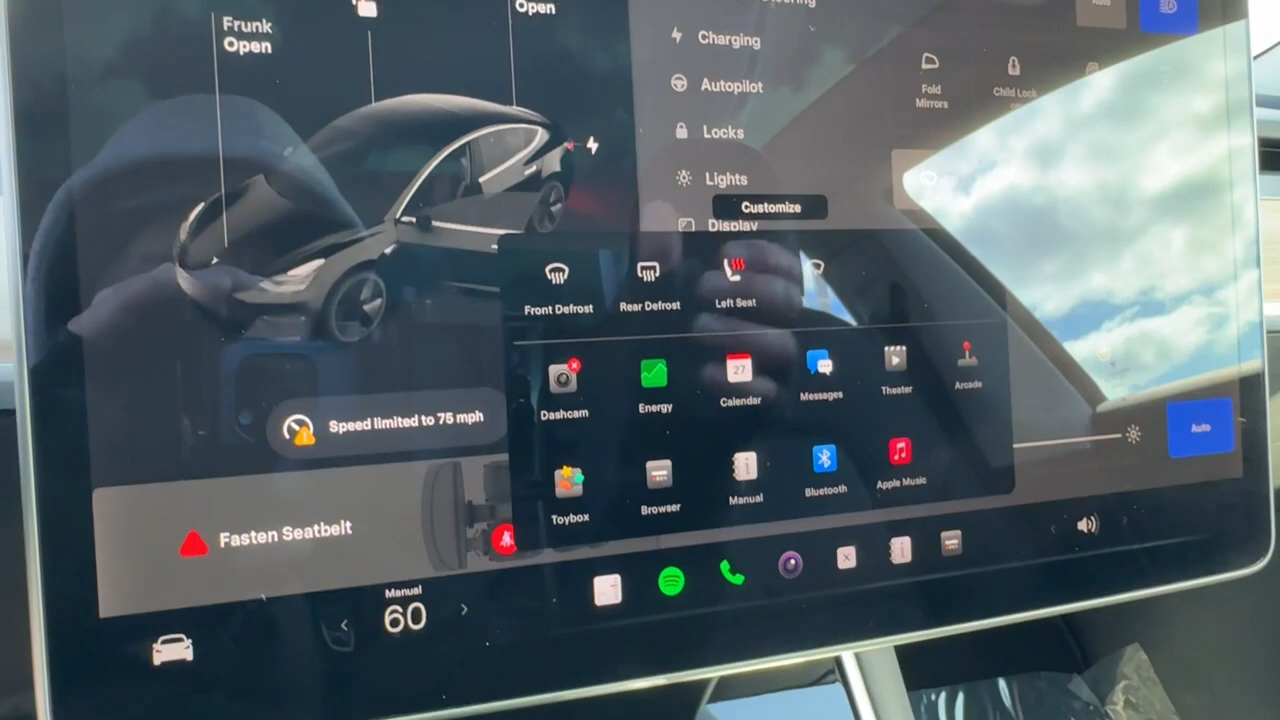 Frunk
Open
Open
Charging
Autopilot
Locks
Lights
Display
Auto
Fold
Mirrors
Child Lock
Customize
Front Defrost
Rear Defrost
Left Seat
Dashcam
Energy
27
Calendar
Messages
Theater
Arcade
Toybox
Browser
Manual
Bluetooth
Apple Music
Speed limited to 75 mph
Fasten Seatbelt
Auto
Manual
60